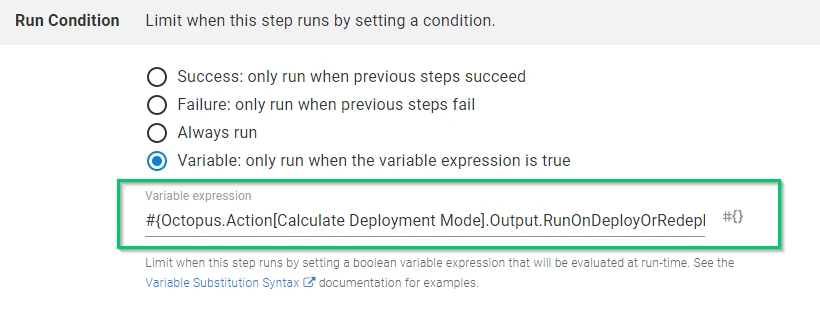 Run Condition Limit when this step runs by setting a condition.
Success: only run when previous steps succeed
Failure: only run when previous steps fail
Always run
Variable: only run when the variable expression is true
Variable expression
#{Octopus.Action[Calculate Deployment Mode].Output.RunOnDeployOrRedepl #{}
Limit when this step runs by setting a boolean variable expression that will be evaluated at run-time. See the
Variable Substitution Syntax documentation for examples.